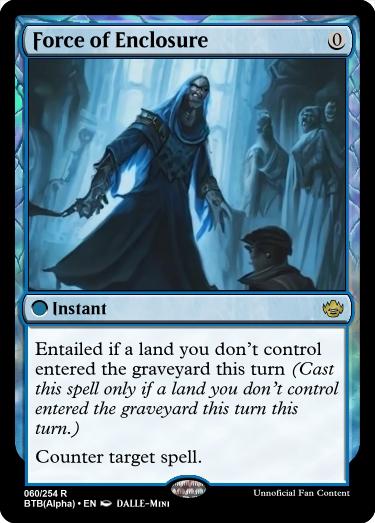 Force of Enclosure 0
Instant
Entailed if a land you don't control
entered the graveyard this turn (Cast
this spell only if a land you don't control
entered the graveyard this turn this
turn.)
Counter target spell.
060/254 R
BTB(Alpha) • EN DALLE-Mini
Unnoficial Fan Content